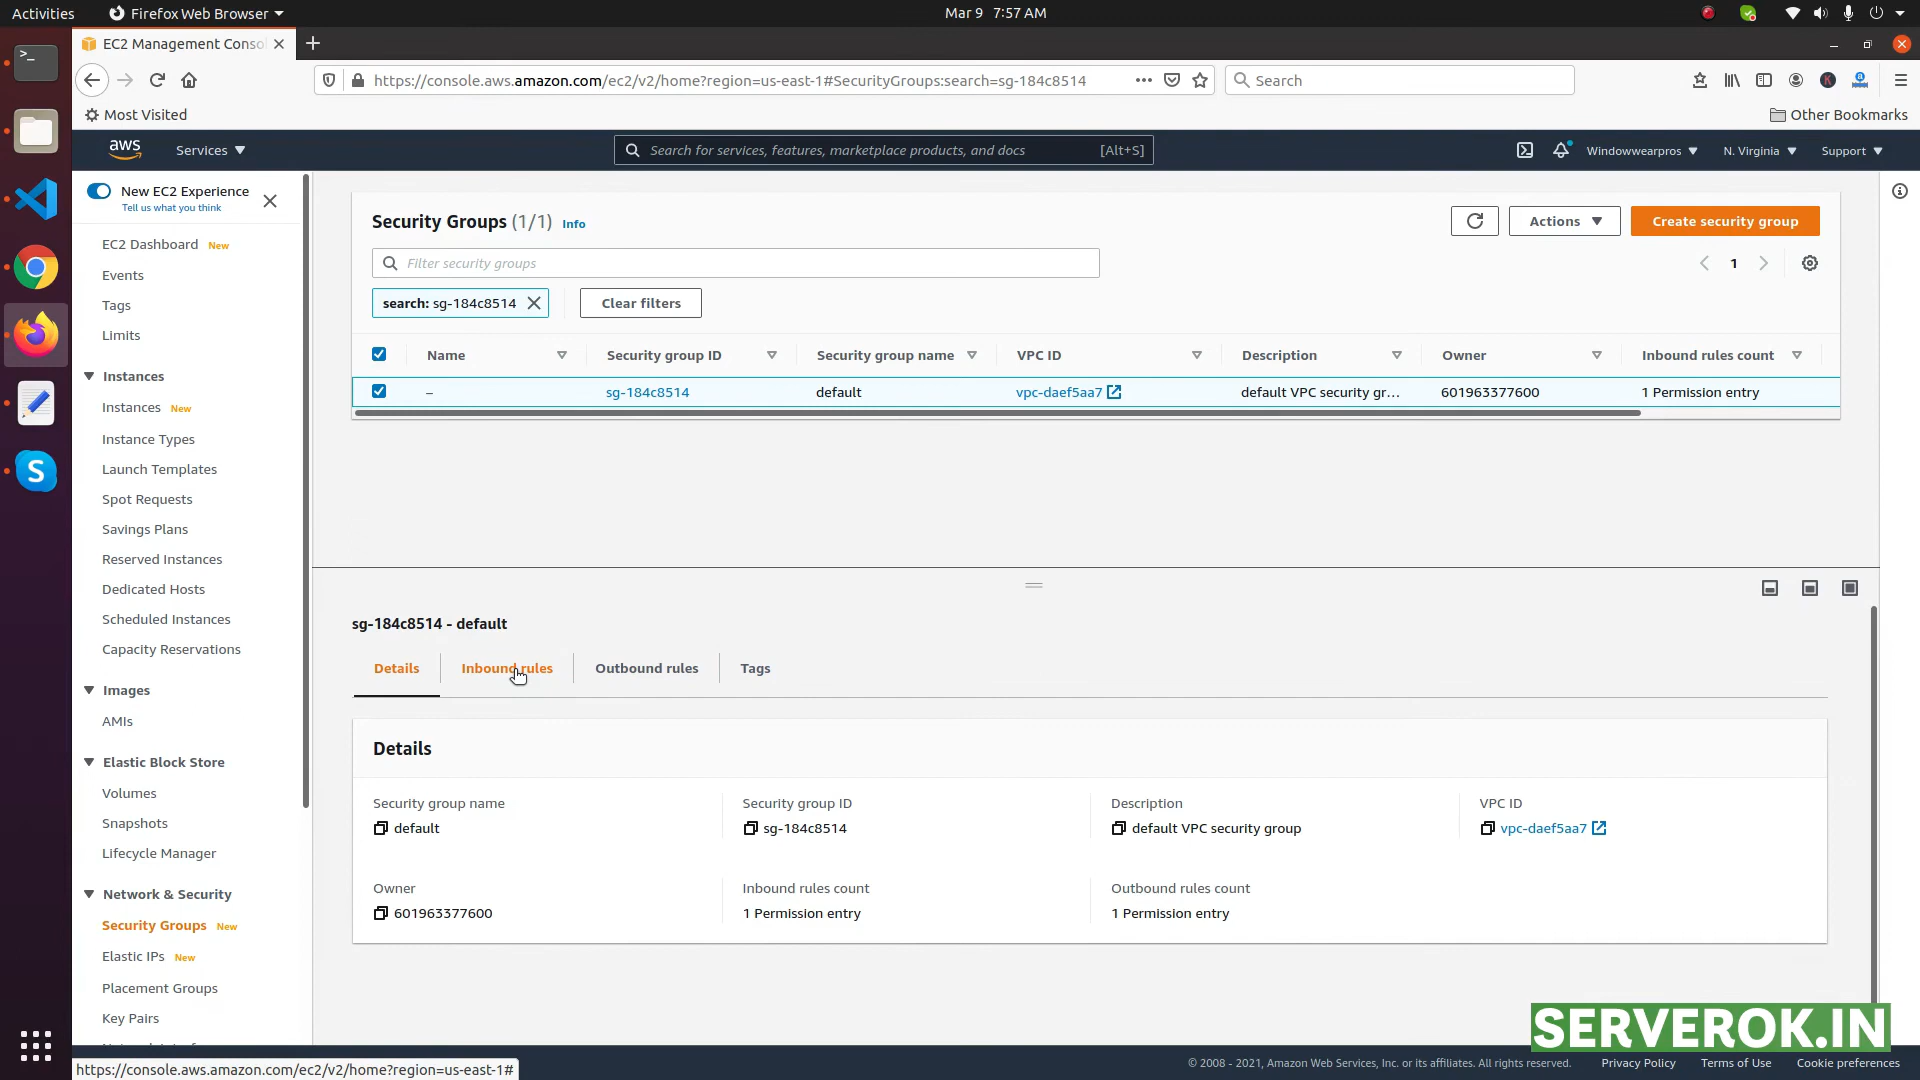 Activities
Firefox Web Browser
Mar 9 7:57 AM
EC2 Management Conso
https://console.aws.amazon.com/ec2/v2/home?region=us-east-1#SecurityGroups:search=sg-184c8514
Search
Most Visited
Other Bookmarks
aws
Services
Search for services, features, marketplace products, and docs
[Alt+S]
Windowwearpros
N. Virginia
Support
New EC2 Experience
Tell us what you think
EC2 Dashboard New
Events
Tags
Limits
Instances
Instances New
Instance Types
Launch Templates
Spot Requests
Savings Plans
Reserved Instances
Dedicated Hosts
Scheduled Instances
Capacity Reservations
Images
AMIs
Elastic Block Store
Volumes
Snapshots
Lifecycle Manager
Network & Security
Security Groups New
Elastic IPs New
Placement Groups
Key Pairs
Security Groups (1/1) Info
Actions
Create security group
Filter security groups
1
search: sg-184c8514
Clear filters
Name Security group ID Security group name VPC ID Description Owner Inbound rules count
– sg-184c8514 default vpc-daef5aa7 default VPC security gr... 601963377600 1 Permission entry
sg-184c8514 - default
Details Inbound rules Outbound rules Tags
Details
Security group name Security group ID Description VPC ID
default sg-184c8514 default VPC security group vpc-daef5aa7
Owner Inbound rules count Outbound rules count
601963377600 1 Permission entry 1 Permission entry
SERVEROK.IN
© 2008 - 2021, Amazon Web Services, Inc. or its affiliates. All rights reserved. Privacy Policy Terms of Use Cookie preferences
https://console.aws.amazon.com/ec2/v2/home?region=us-east-1#